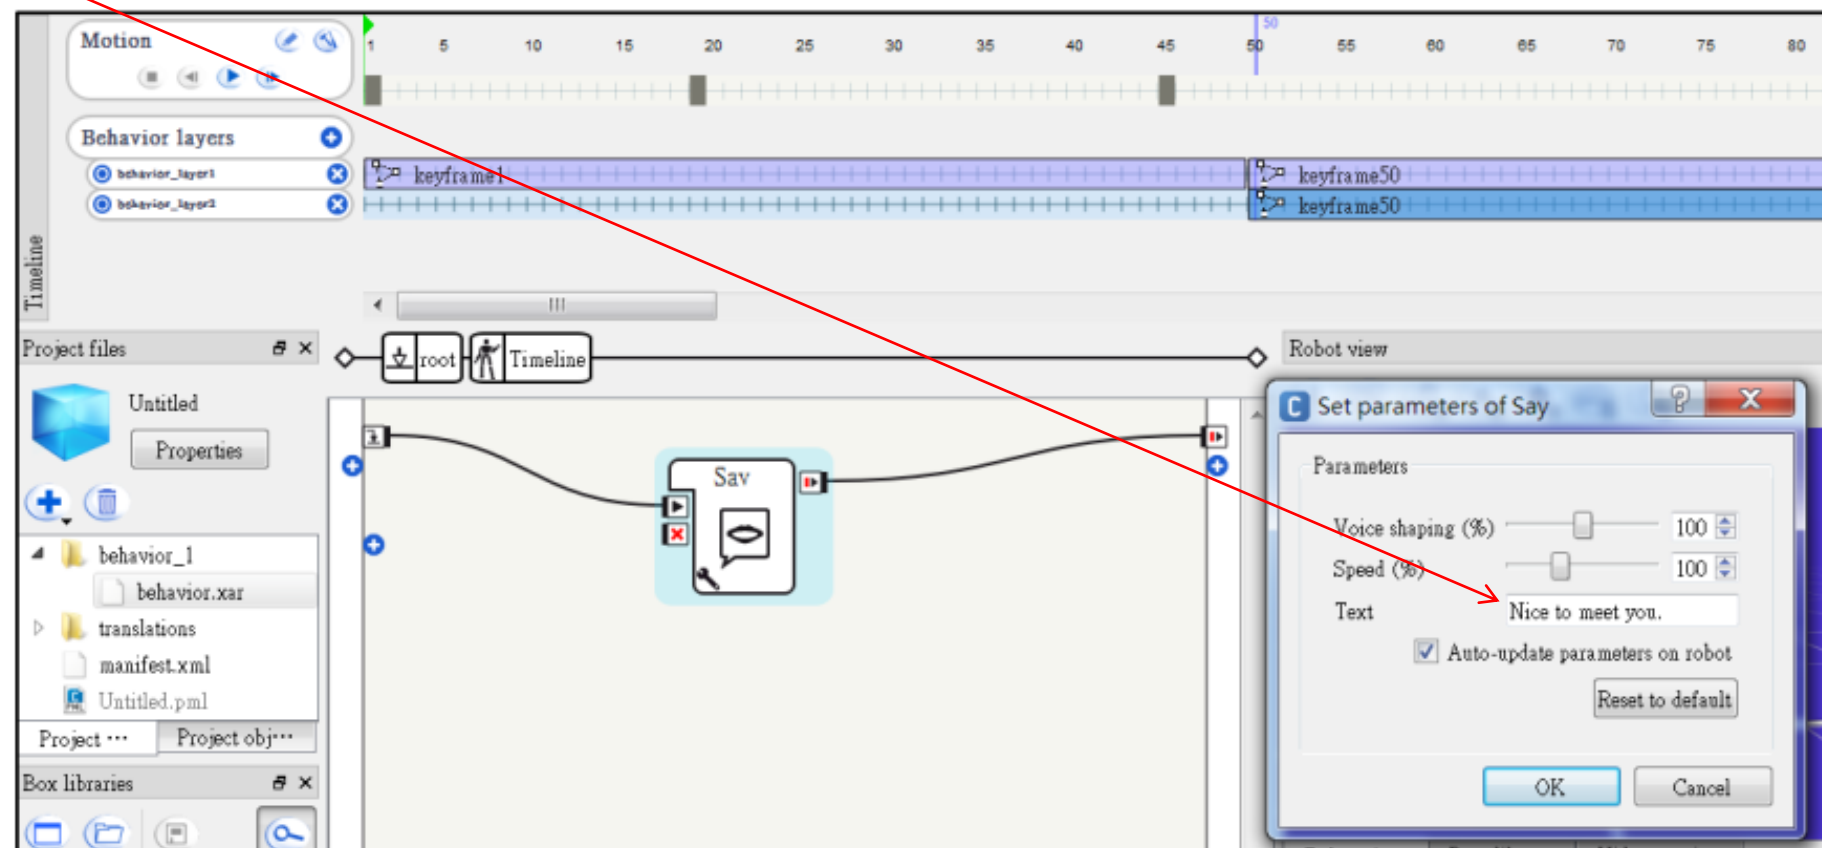 Motion
50
1 5 10 15 20 25 30 35 40 45 50 55 60 65 70 75 80
Behavior layers
behavior_layer1
keyframe1
keyframe50
behavior_layer2
keyframe50
Timeline
Project files
root
Timeline
Robot view
Untitled
Properties
Set parameters of Say
Parameters
Say
Voice shaping (%) 100
Speed (%) 100
Text Nice to meet you.
Auto-update parameters on robot
Reset to default
OK
Cancel
behavior_1
behavior.xar
translations
manifest.xml
Untitled.pml
Project ...
Project obj...
Box libraries